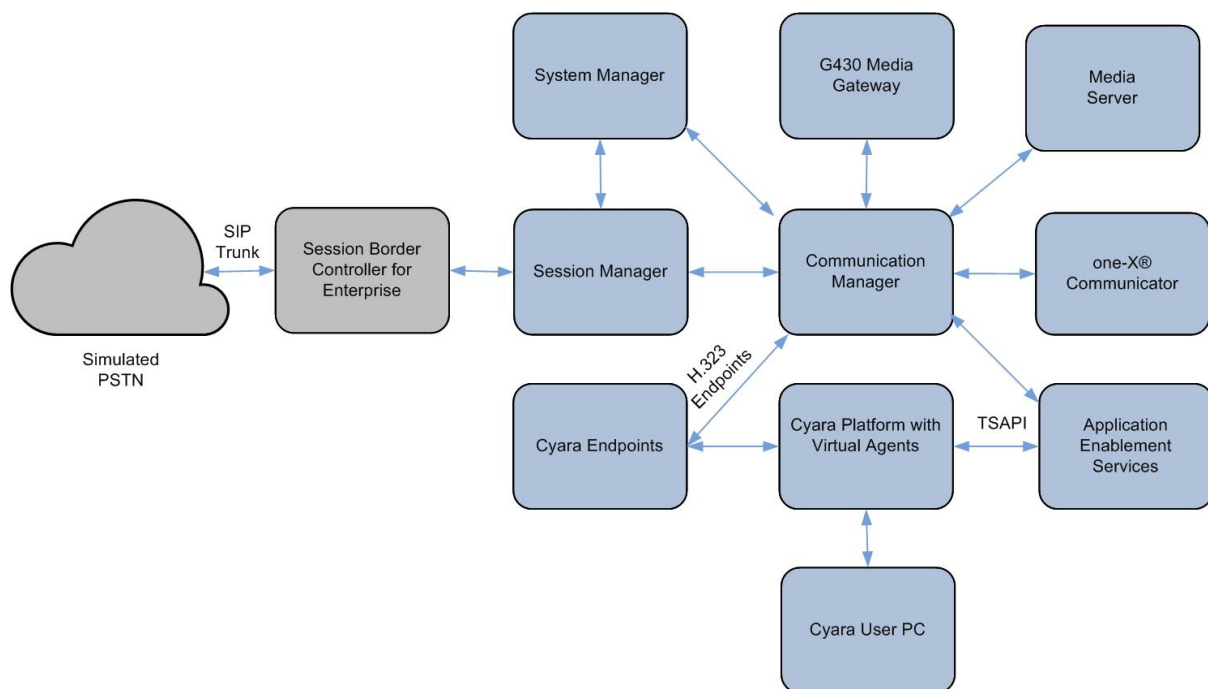 System Manager
G430 Media
Gateway
Media
Server
SIP
Trunk
Session Border
Controller for
Enterprise
Session Manager
Communication
Manager
one-X®
Communicator
Simulated
PSTN
H.323
Endpoints
Cyara Endpoints
Cyara Platform with
Virtual Agents
TSAPI
Application
Enablement
Services
Cyara User PC